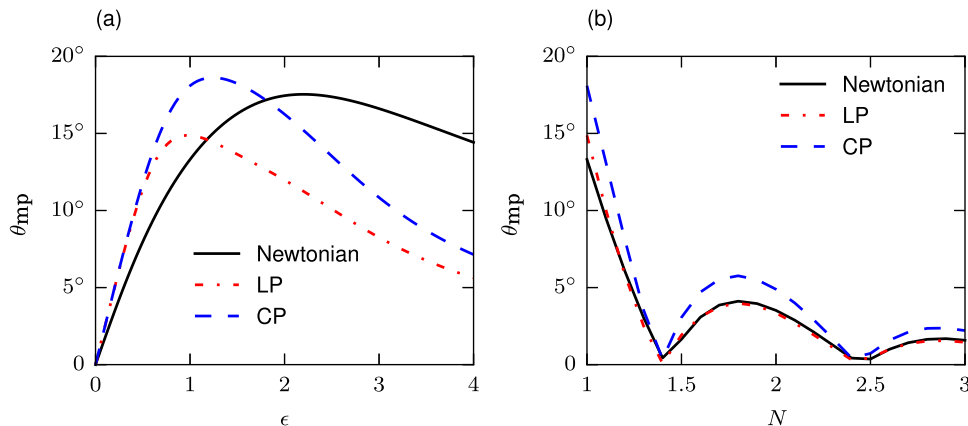 (a)
20°
15°
10°
5°
0
θmp
Newtonian
LP
CP
0 1 2 3 4
ϵ
(b)
20°
15°
10°
5°
0
θmp
Newtonian
LP
CP
1 1.5 2 2.5 3
N